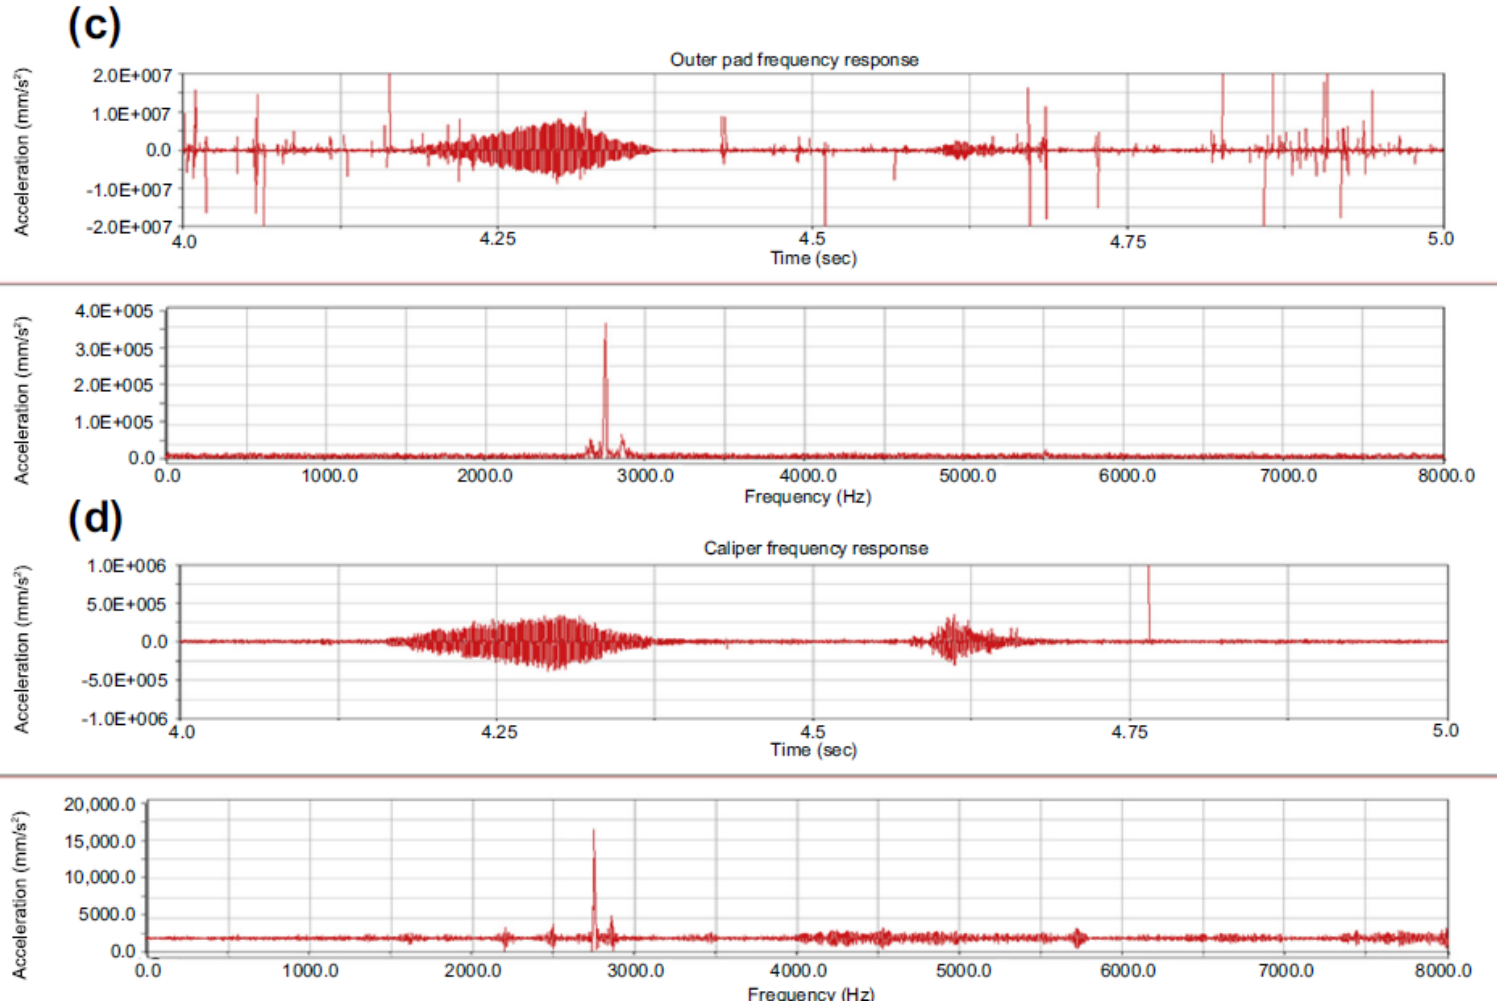 (c)
Outer pad frequency response
Acceleration (mm/s²)
2.0E+007
1.0E+007
0.0
-1.0E+007
-2.0E+007
4.0 4.25 4.5 4.75 5.0
Time (sec)
Acceleration (mm/s²)
4.0E+005
3.0E+005
2.0E+005
1.0E+005
0.0
0.0 1000.0 2000.0 3000.0 4000.0 5000.0 6000.0 7000.0 8000.0
Frequency (Hz)
(d)
Caliper frequency response
Acceleration (mm/s²)
1.0E+006
5.0E+005
0.0
-5.0E+005
-1.0E+006
4.0 4.25 4.5 4.75 5.0
Time (sec)
Acceleration (mm/s²)
20,000.0
15,000.0
10,000.0
5000.0
0.0
0.0 1000.0 2000.0 3000.0 4000.0 5000.0 6000.0 7000.0 8000.0
Frequency (Hz)